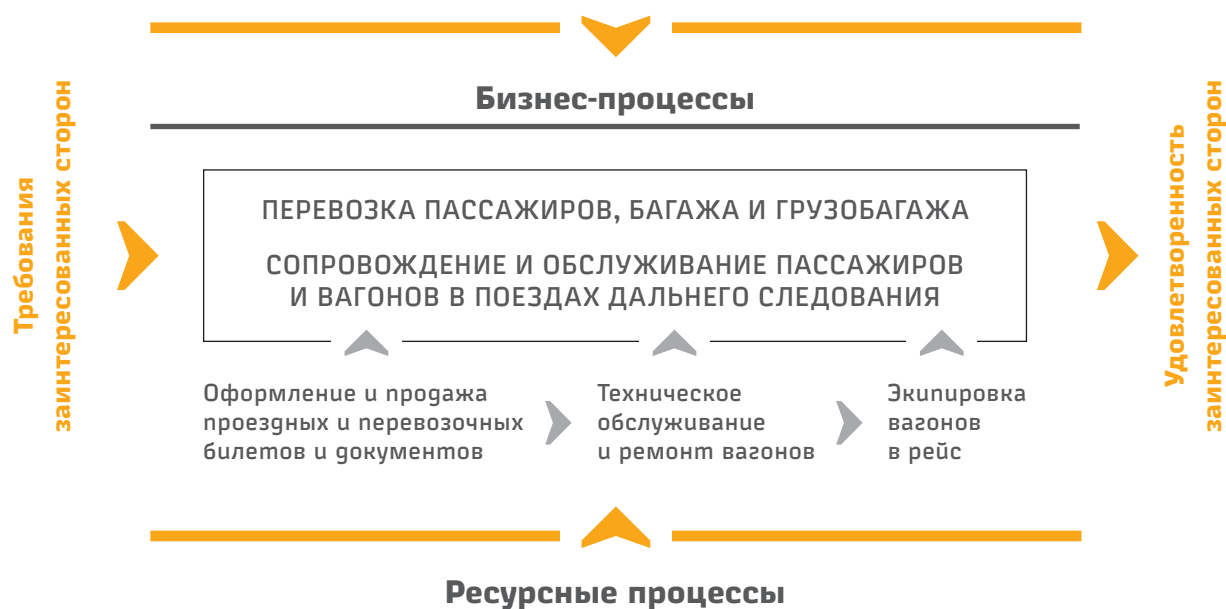 Бизнес-процессы
Требования
заинтересованных сторон
ПЕРЕВОЗКА ПАССАЖИРОВ, БАГАЖА И ГРУЗОБАГАЖА
СОПРОВОЖДЕНИЕ И ОБСЛУЖИВАНИЕ ПАССАЖИРОВ
И ВАГОНОВ В ПОЕЗДАХ ДАЛЬНЕГО СЛЕДОВАНИЯ
Оформление и продажа
проездных и перевозочных
билетов и документов
Техническое
обслуживание
и ремонт вагонов
Экипировка
вагонов
в рейс
Удовлетворенность
заинтересованных сторон
Ресурсные процессы